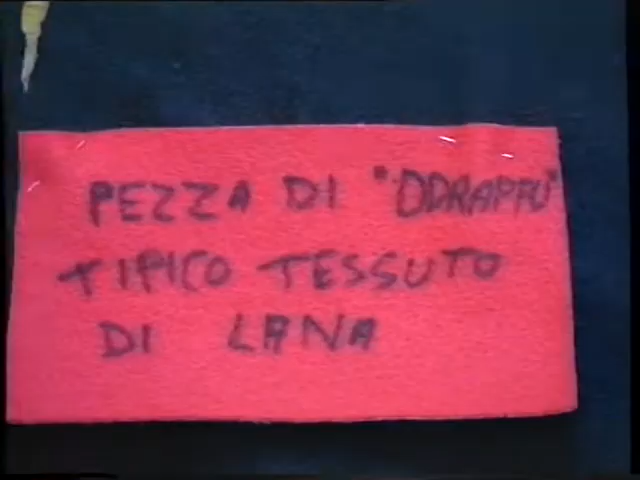 PEZZA DI "DDRAPPU"
TIPICO TESSUTO
DI LANA